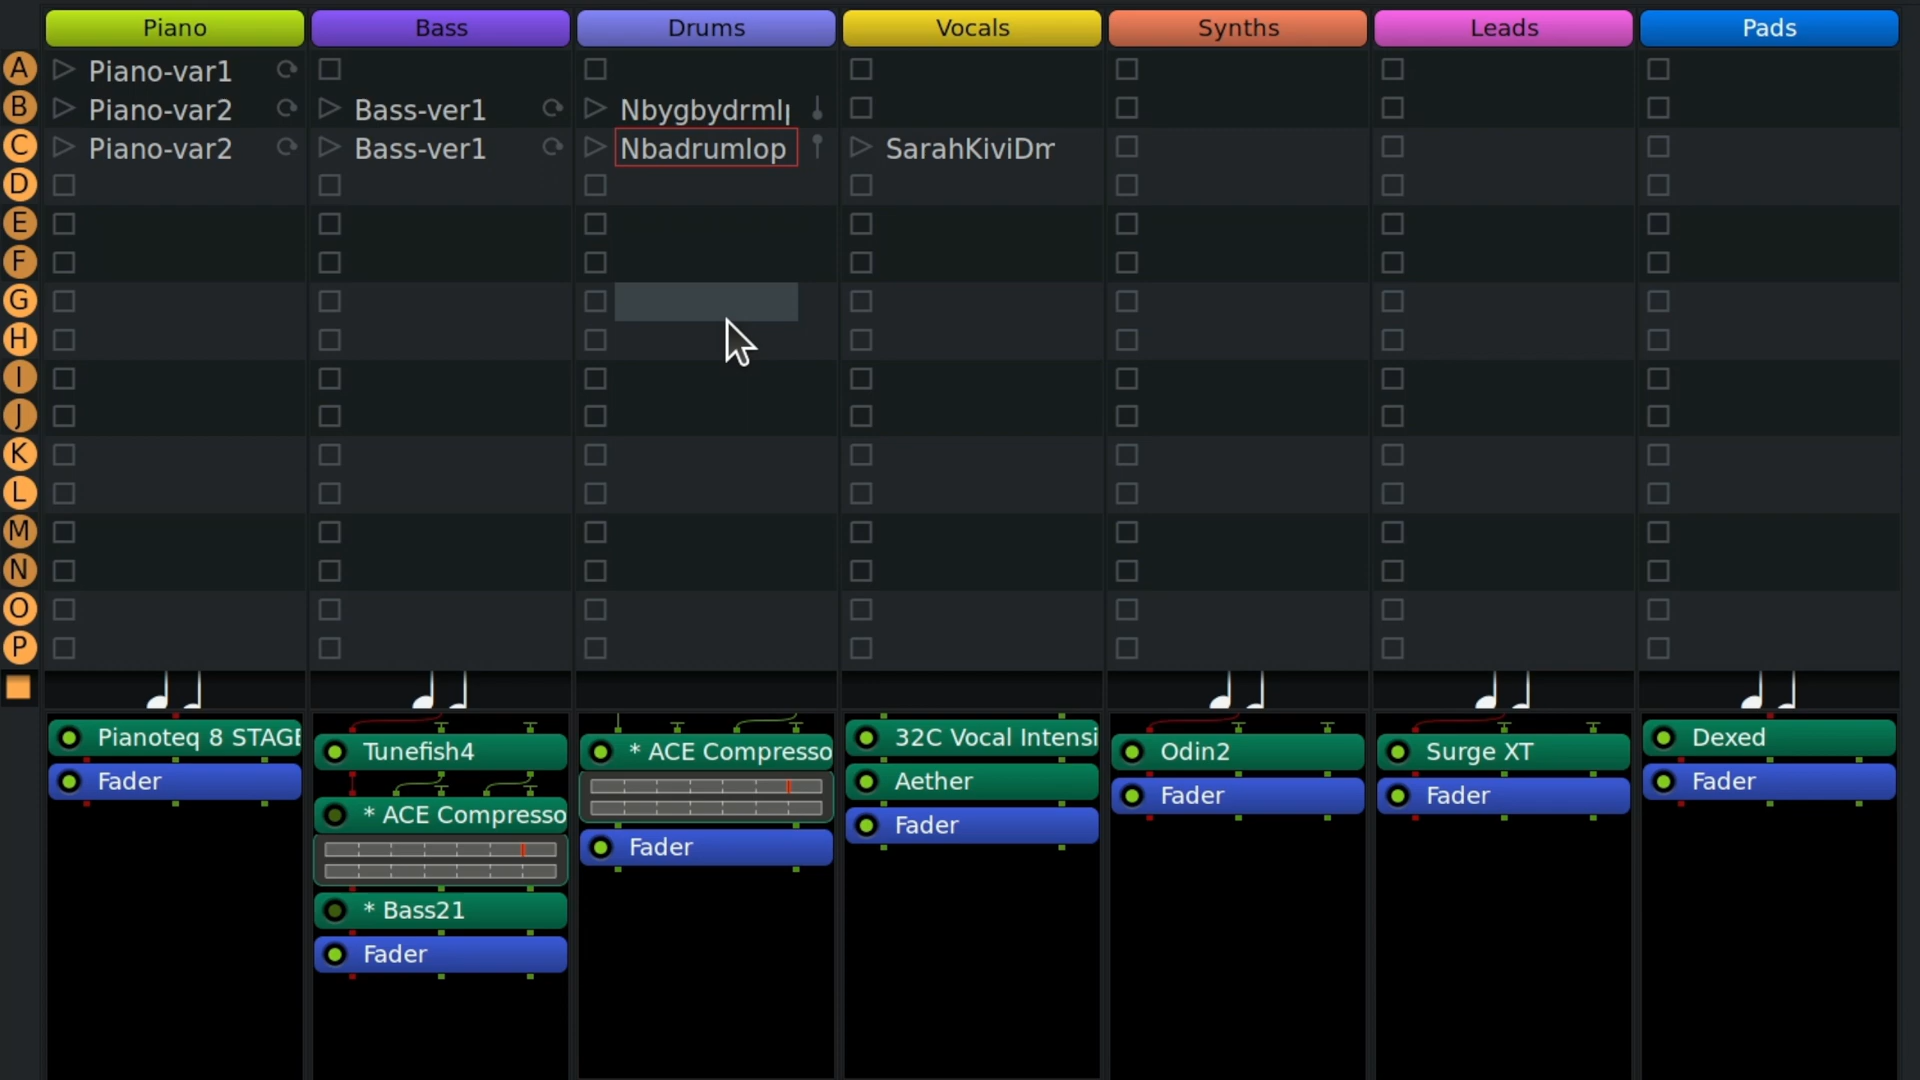 Piano Bass Drums Vocals Synths Leads Pads
A Piano-var1
B Piano-var2 Bass-ver1 Nbygbydrml
C Piano-var2 Bass-ver1 Nbadrumlop SarahKiviDm
D
E
F
G
H
I
J
K
L
M
N
O
P
Pianoteq 8 STAGE Tunefish4 * ACE Compresso 32C Vocal Intensi Odin2 Surge XT Dexed
Fader * ACE Compresso Fader Aether Fader Fader Fader
* Bass21 Fader
Fader